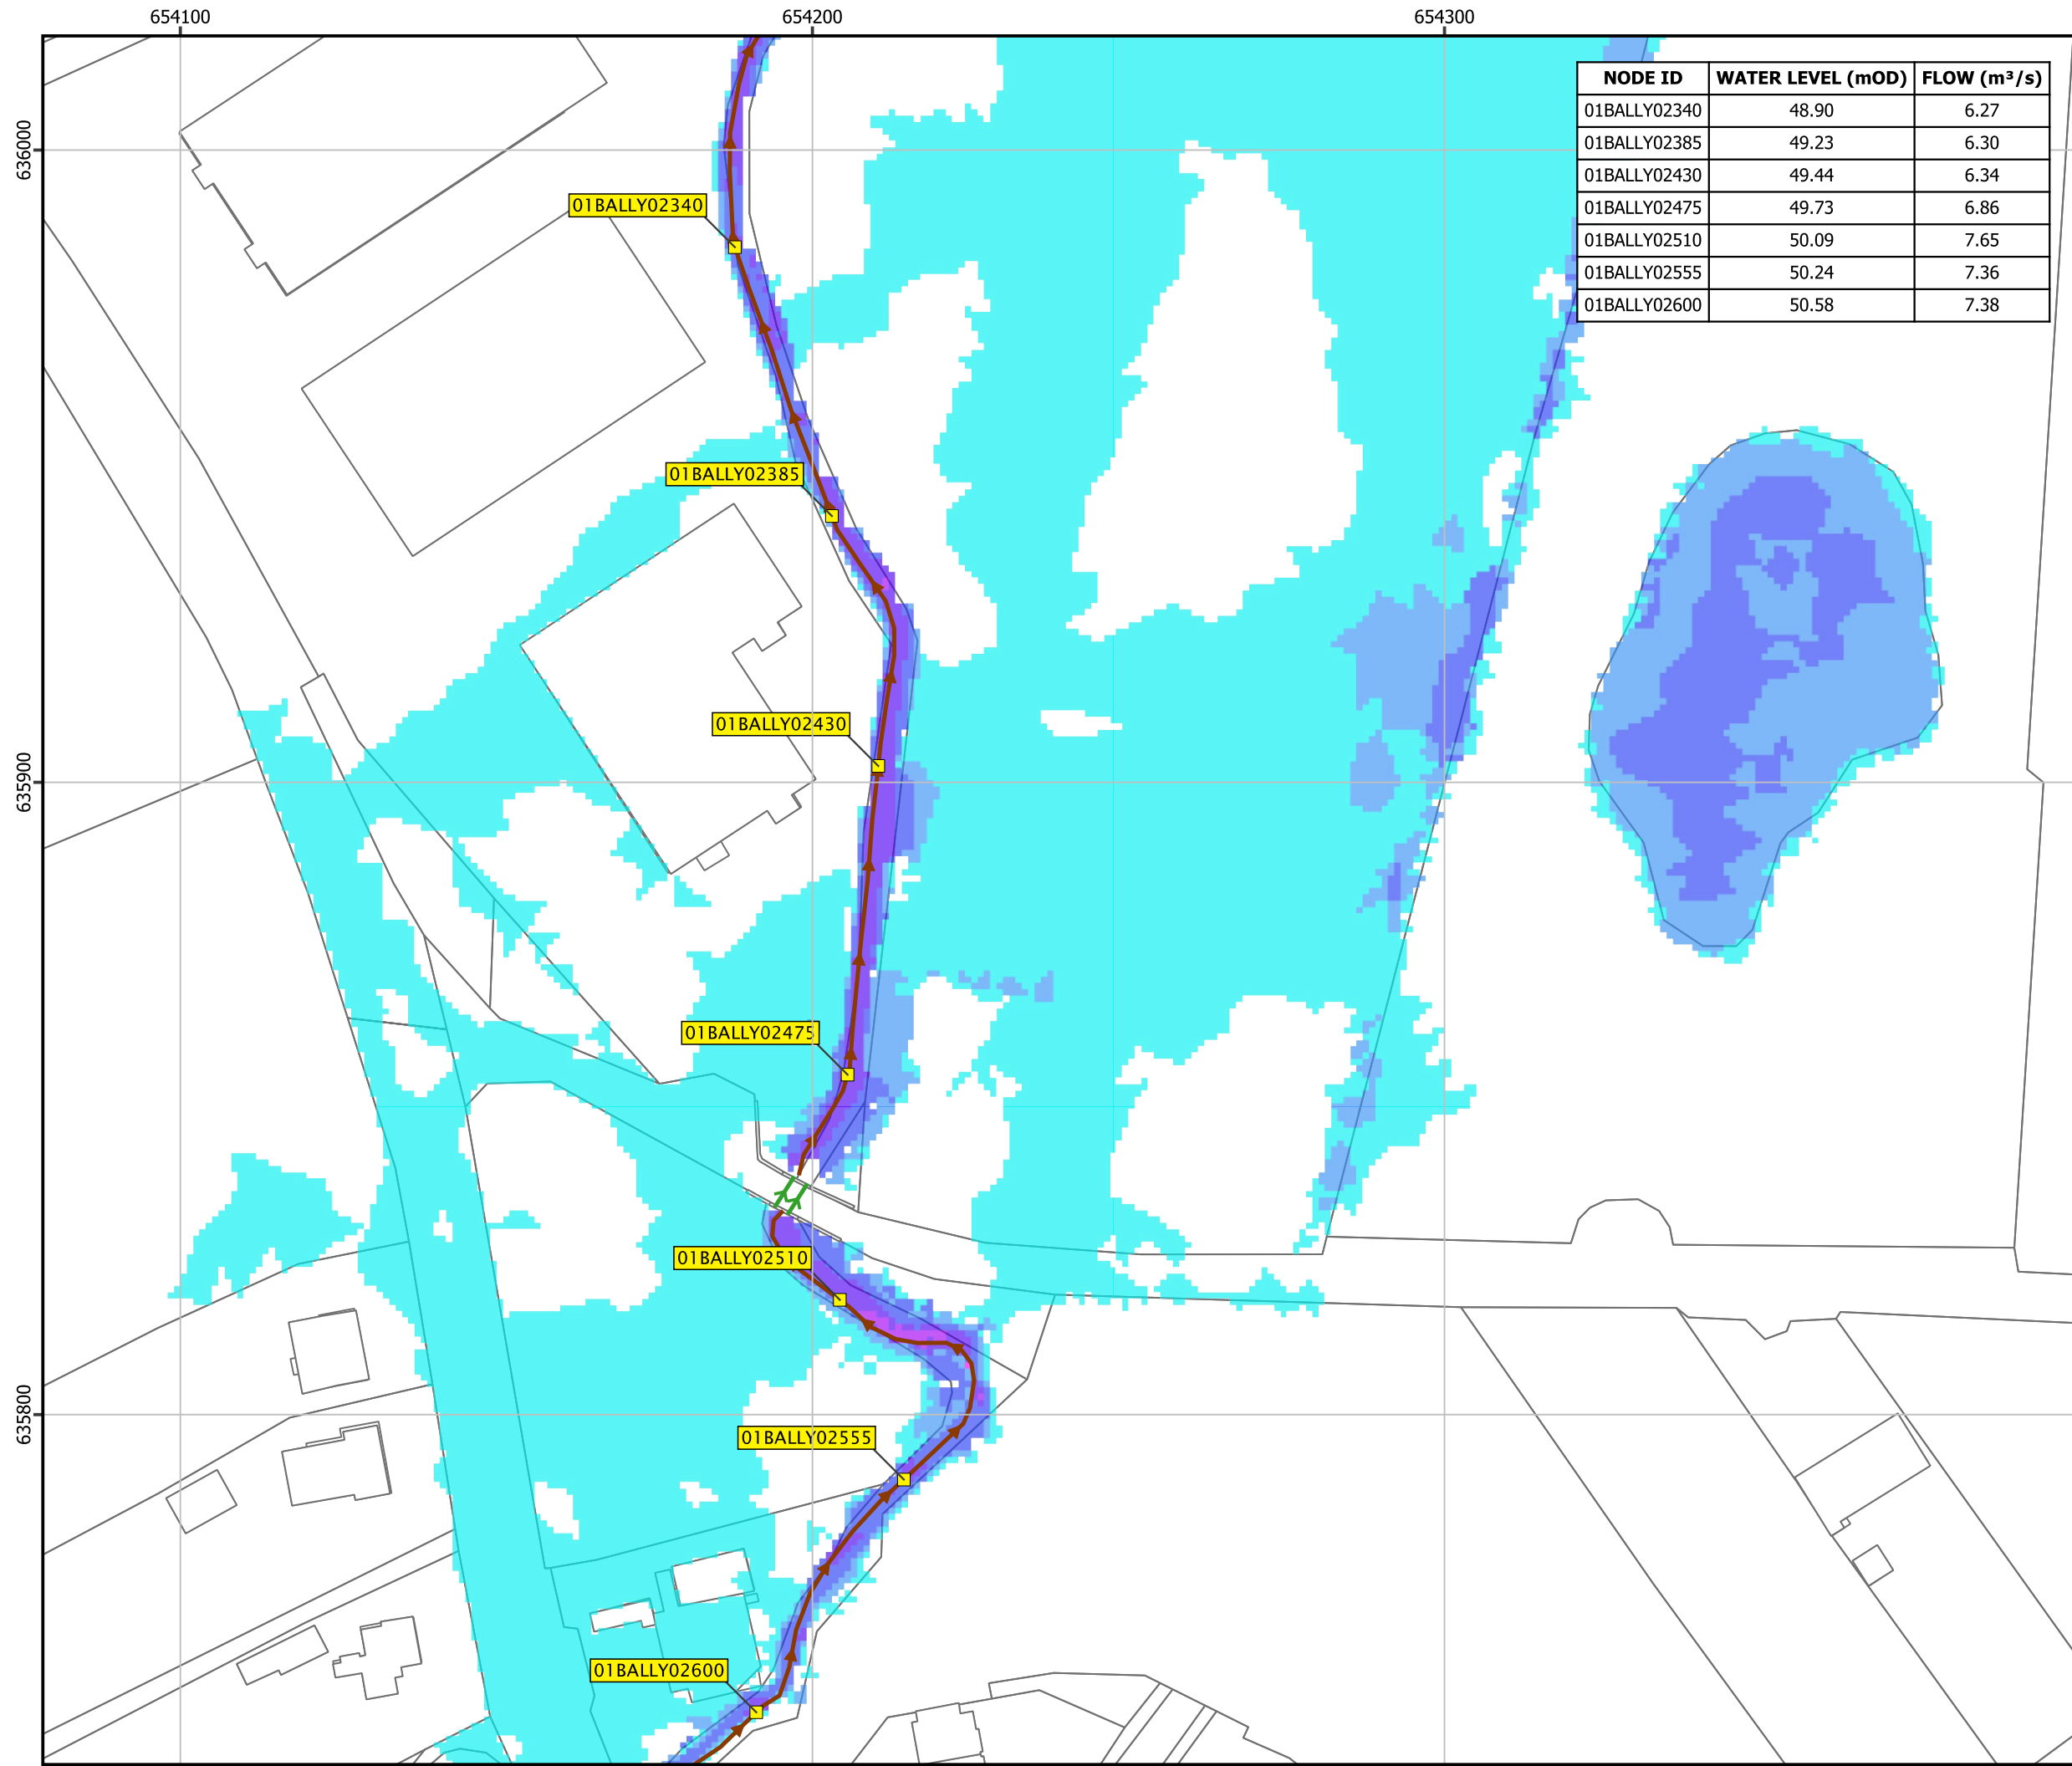 654100 654200 654300
NODE ID WATER LEVEL (mOD) FLOW (m³/s)
01BALLY02340 48.90 6.27
01BALLY02385 49.23 6.30
01BALLY02430 49.44 6.34
01BALLY02475 49.73 6.86
01BALLY02510 50.09 7.65
01BALLY02555 50.24 7.36
01BALLY02600 50.58 7.38
636000
01BALLY02340
01BALLY02385
01BALLY02430
635900
01BALLY02475
01BALLY02510
635800
01BALLY02555
01BALLY02600